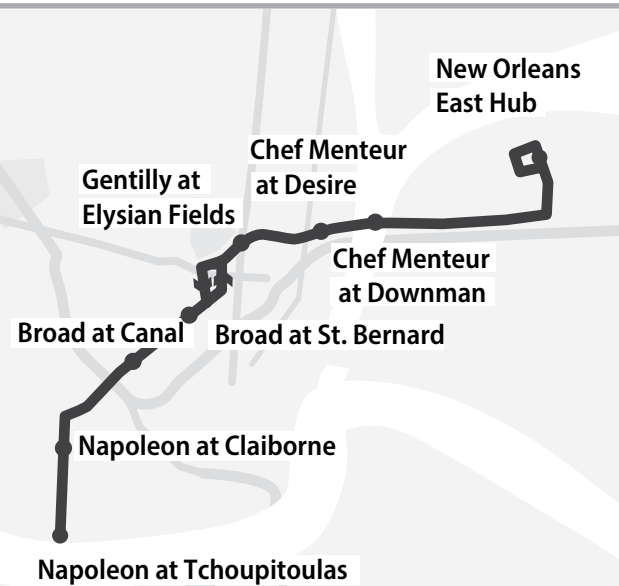 New Orleans
East Hub
Chef Menteur
at Desire
Gentilly at
Elysian Fields
Chef Menteur
at Downman
Broad at Canal
Broad at St. Bernard
Napoleon at Claiborne
Napoleon at Tchoupitoulas